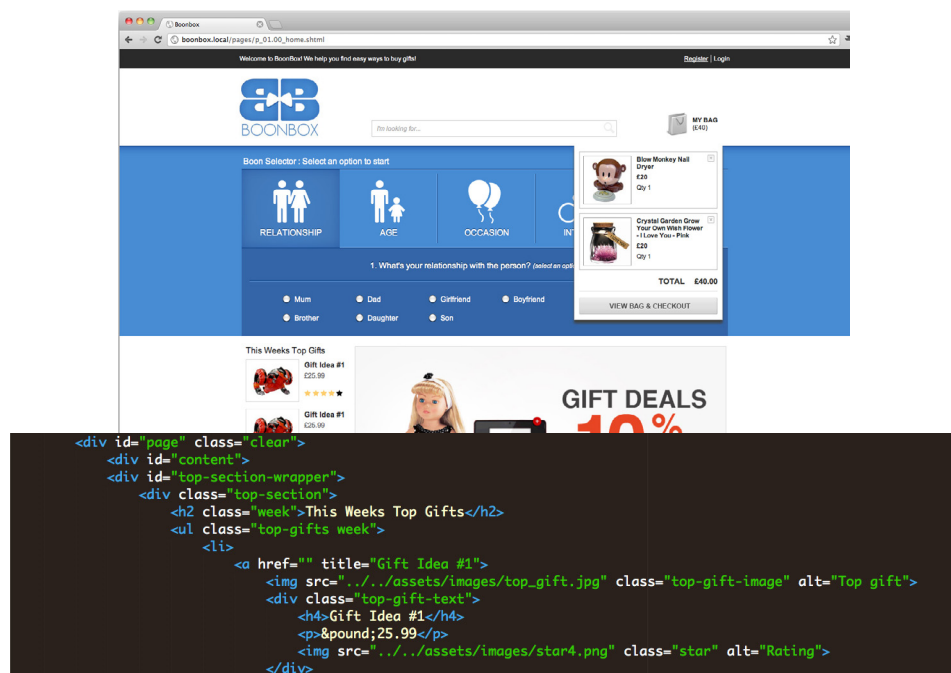 Boonbox
boonbox.local/pages/p_01.00_home.shtml
Welcome to BoonBox! We help you find easy ways to buy gifts!
Register | Login
BOONBOX
I'm looking for...
MY BAG
(£40)
Boon Selector : Select an option to start
RELATIONSHIP
AGE
OCCASION
INT
Blow Monkey Nail
Dryer
£20
Qty 1
Crystal Garden Grow
Your Own Wish Flower
- I Love You - Pink
£20
Qty 1
TOTAL £40.00
VIEW BAG & CHECKOUT
1. What's your relationship with the person? (select an opti
Mum
Dad
Girlfriend
Boyfriend
Brother
Daughter
Son
This Weeks Top Gifts
Gift Idea #1
£25.99
Gift Idea #1
£25.99
GIFT DEALS
10%
<div id="page" class="clear">
<div id="content">
<div id="top-section-wrapper">
<div class="top-section">
<h2 class="week">This Weeks Top Gifts</h2>
<ul class="top-gifts week">
<li>
<a href="" title="Gift Idea #1">
<img src="../../assets/images/top_gift.jpg" class="top-gift-image" alt="Top gift">
<div class="top-gift-text">
<h4>Gift Idea #1</h4>
<p>&pound;25.99</p>
<img src="../../assets/images/star4.png" class="star" alt="Rating">
</div>